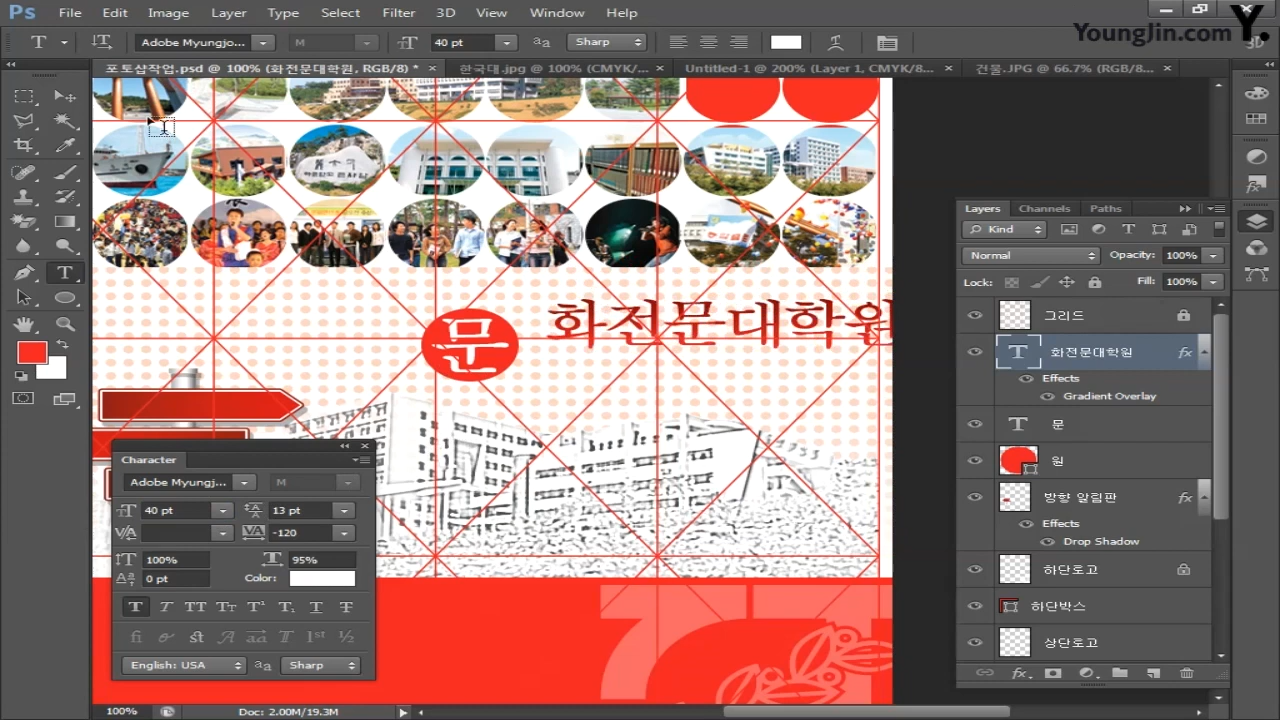 Ps File Edit Image Layer Type Select Filter 3D View Window Help
YoungJin.com Y.
Adobe Myungjo... M 40 pt Sharp 3D
포토샵작업.psd @ 100% (화전문대학원, RGB/8) * × 한국대.jpg @ 100% (CMYK/... × Untitled-1 @ 200% (Layer 1, CMYK/8... × 건물.JPG @ 66.7% (RGB/8... ×
Layers Channels Paths
Kind
Normal Opacity: 100%
Lock: Fill: 100%
그리드
화전문대학원 fx
Effects
Gradient Overlay
문
원
방향 알림판 fx
Effects
Drop Shadow
하단로고
하단박스
상단로고
문 화전문대학원
Character
Adobe Myungj... M
40 pt 13 pt
-120
100% 95%
0 pt Color:
English: USA Sharp
100% Doc: 2.00M/19.3M